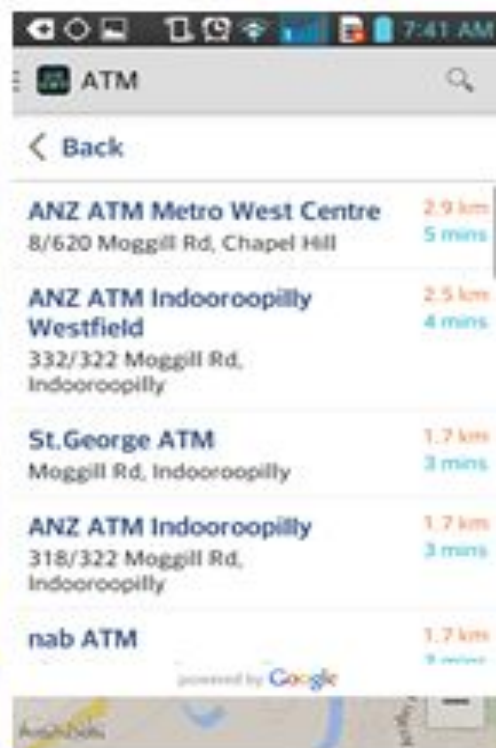 7:41 AM
ATM
Back
ANZ ATM Metro West Centre
2.9 km
8/620 Moggill Rd, Chapel Hill
5 mins
ANZ ATM Indooroopilly
2.5 km
Westfield
4 mins
332/322 Moggill Rd,
Indooroopilly
St.George ATM
1.7 km
Moggill Rd, Indooroopilly
3 mins
ANZ ATM Indooroopilly
1.7 km
318/322 Moggill Rd,
3 mins
Indooroopilly
nab ATM
1.7 km
powered by Google